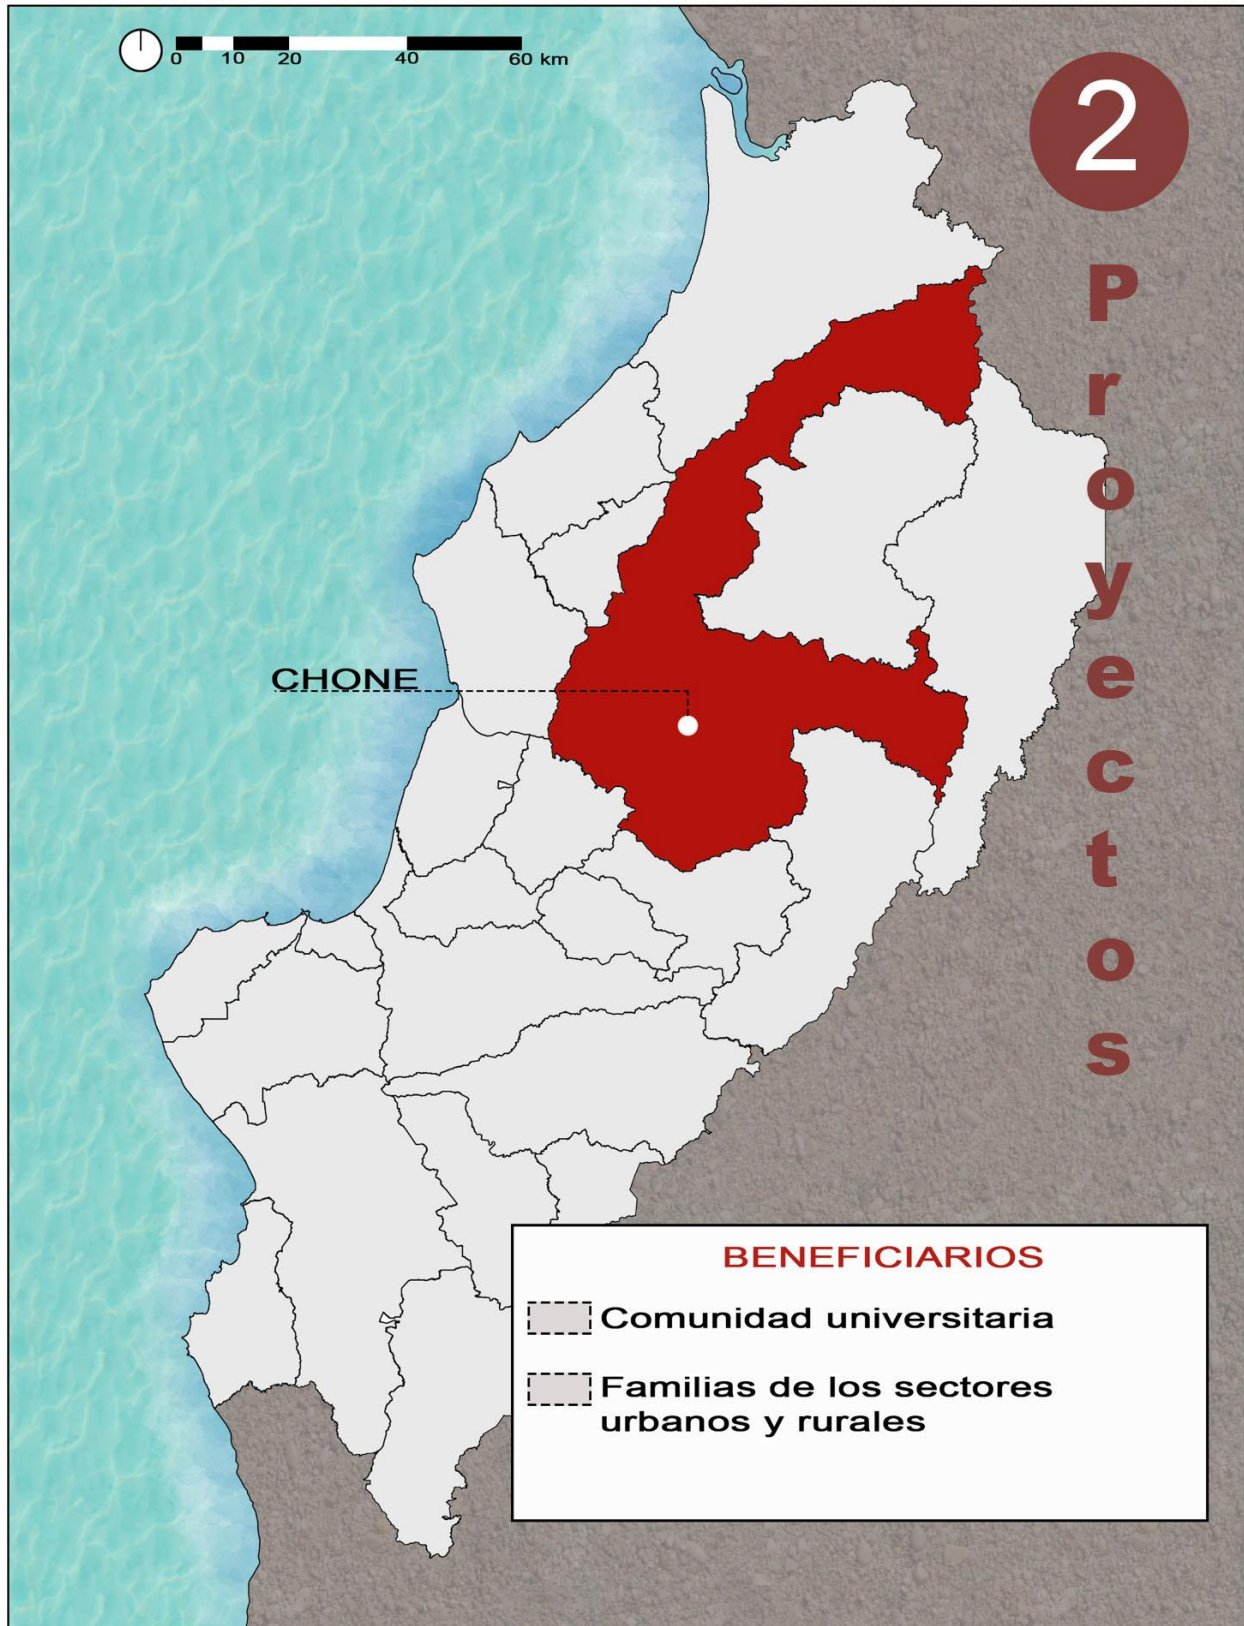 0 10 20 40 60 km
2
Proyectos
CHONE
BENEFICIARIOS
Comunidad universitaria
Familias de los sectores
urbanos y rurales